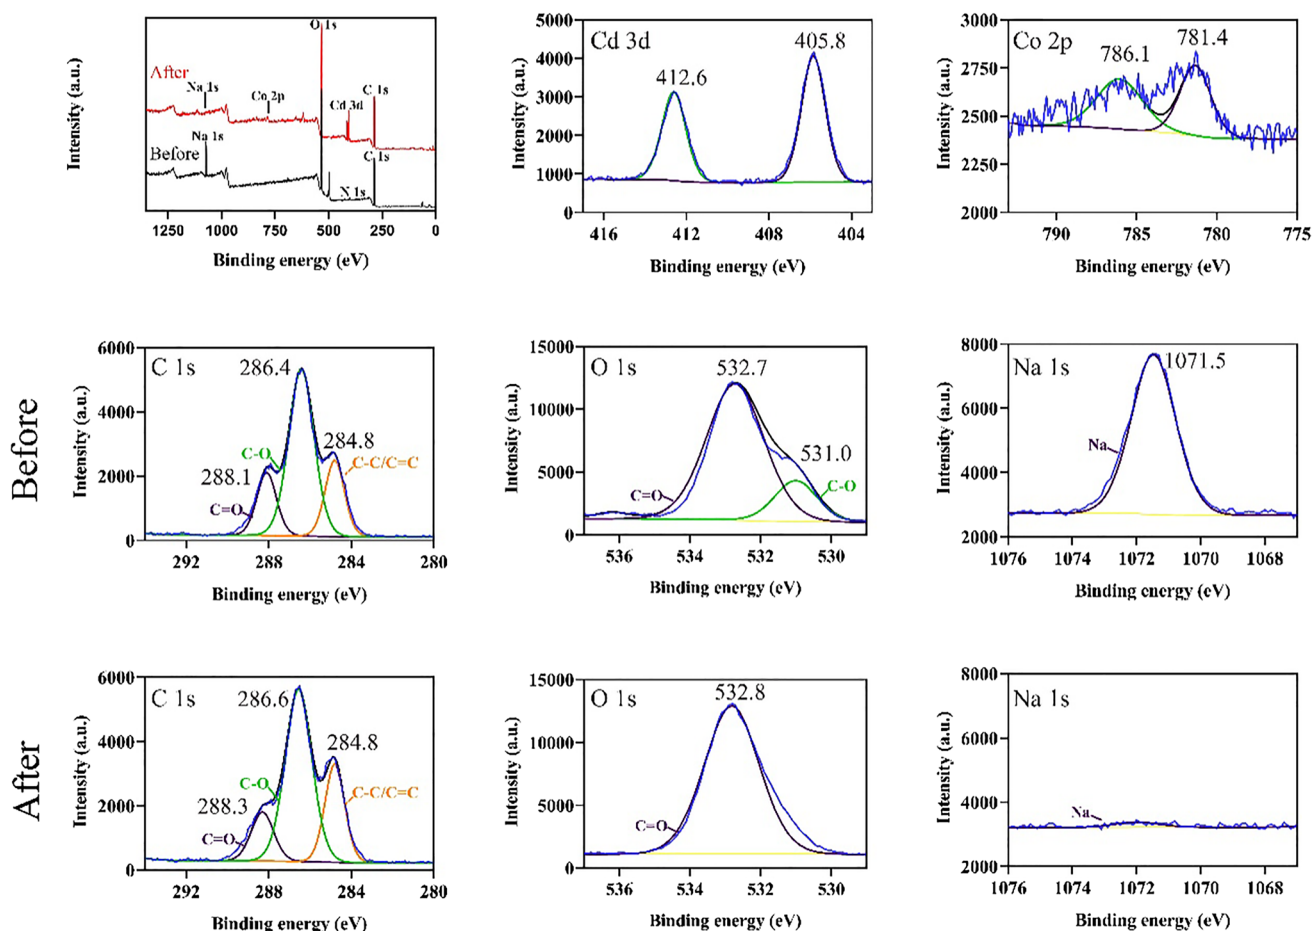 Intensity (a.u.)
After
Before
Na 1s
Co 2p
O 1s
Cd 3d
C 1s
Na 1s
N 1s
C 1s
1250 1000 750 500 250 0
Binding energy (eV)
Intensity (a.u.)
5000
4000
3000
2000
1000
0
Cd 3d
412.6
405.8
416 412 408 404
Binding energy (eV)
Intensity (a.u.)
3000
2750
2500
2250
2000
Co 2p
786.1
781.4
790 785 780 775
Binding energy (eV)
Before
Intensity (a.u.)
6000
4000
2000
0
C 1s
286.4
284.8
288.1
C-O
C-C/C=C
C=O
292 288 284 280
Binding energy (eV)
Intensity (a.u.)
15000
10000
5000
0
O 1s
532.7
531.0
C=O
C-O
536 534 532 530
Binding energy (eV)
Intensity (a.u.)
8000
6000
4000
2000
Na 1s
1071.5
Na
1076 1074 1072 1070 1068
Binding energy (eV)
After
Intensity (a.u.)
6000
4000
2000
0
C 1s
286.6
284.8
288.3
C-O
C-C/C=C
C=O
292 288 284 280
Binding energy (eV)
Intensity (a.u.)
15000
10000
5000
0
O 1s
532.8
C=O
536 534 532 530
Binding energy (eV)
Intensity (a.u.)
8000
6000
4000
2000
Na 1s
Na
1076 1074 1072 1070 1068
Binding energy (eV)